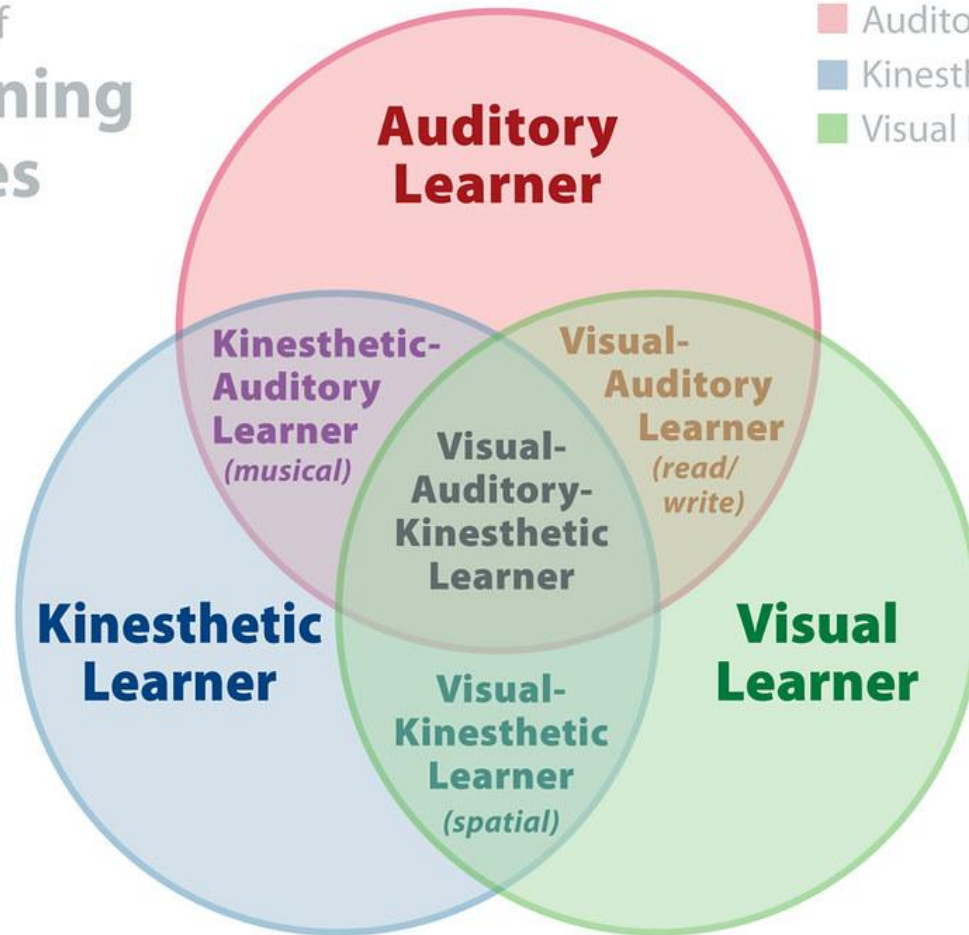 f
ning
es
Audito
Kinesth
Visual
Auditory
Learner
Kinesthetic-
Auditory
Learner
(musical)
Visual-
Auditory
Learner
(read/
write)
Visual-
Auditory-
Kinesthetic
Learner
Kinesthetic
Learner
Visual
Learner
Visual-
Kinesthetic
Learner
(spatial)